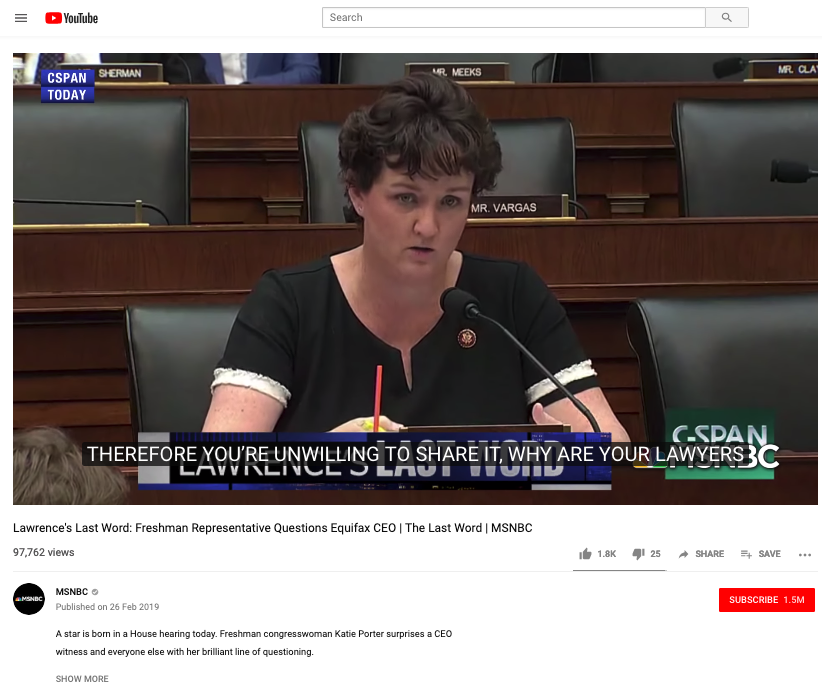 YouTube
Search
CSPAN
TODAY
SHERMAN
MR. MEEKS
MR. CLA
MR. VARGAS
C-SPAN
THEREFORE YOU'RE UNWILLING TO SHARE IT, WHY ARE YOUR LAWYERS
LAWRENCE'S LAST WORD
MSNBC
Lawrence's Last Word: Freshman Representative Questions Equifax CEO | The Last Word | MSNBC
97,762 views
1.8K
25
SHARE
SAVE
MSNBC
MSNBC
Published on 26 Feb 2019
SUBSCRIBE 1.5M
A star is born in a House hearing today. Freshman congresswoman Katie Porter surprises a CEO
witness and everyone else with her brilliant line of questioning.
SHOW MORE